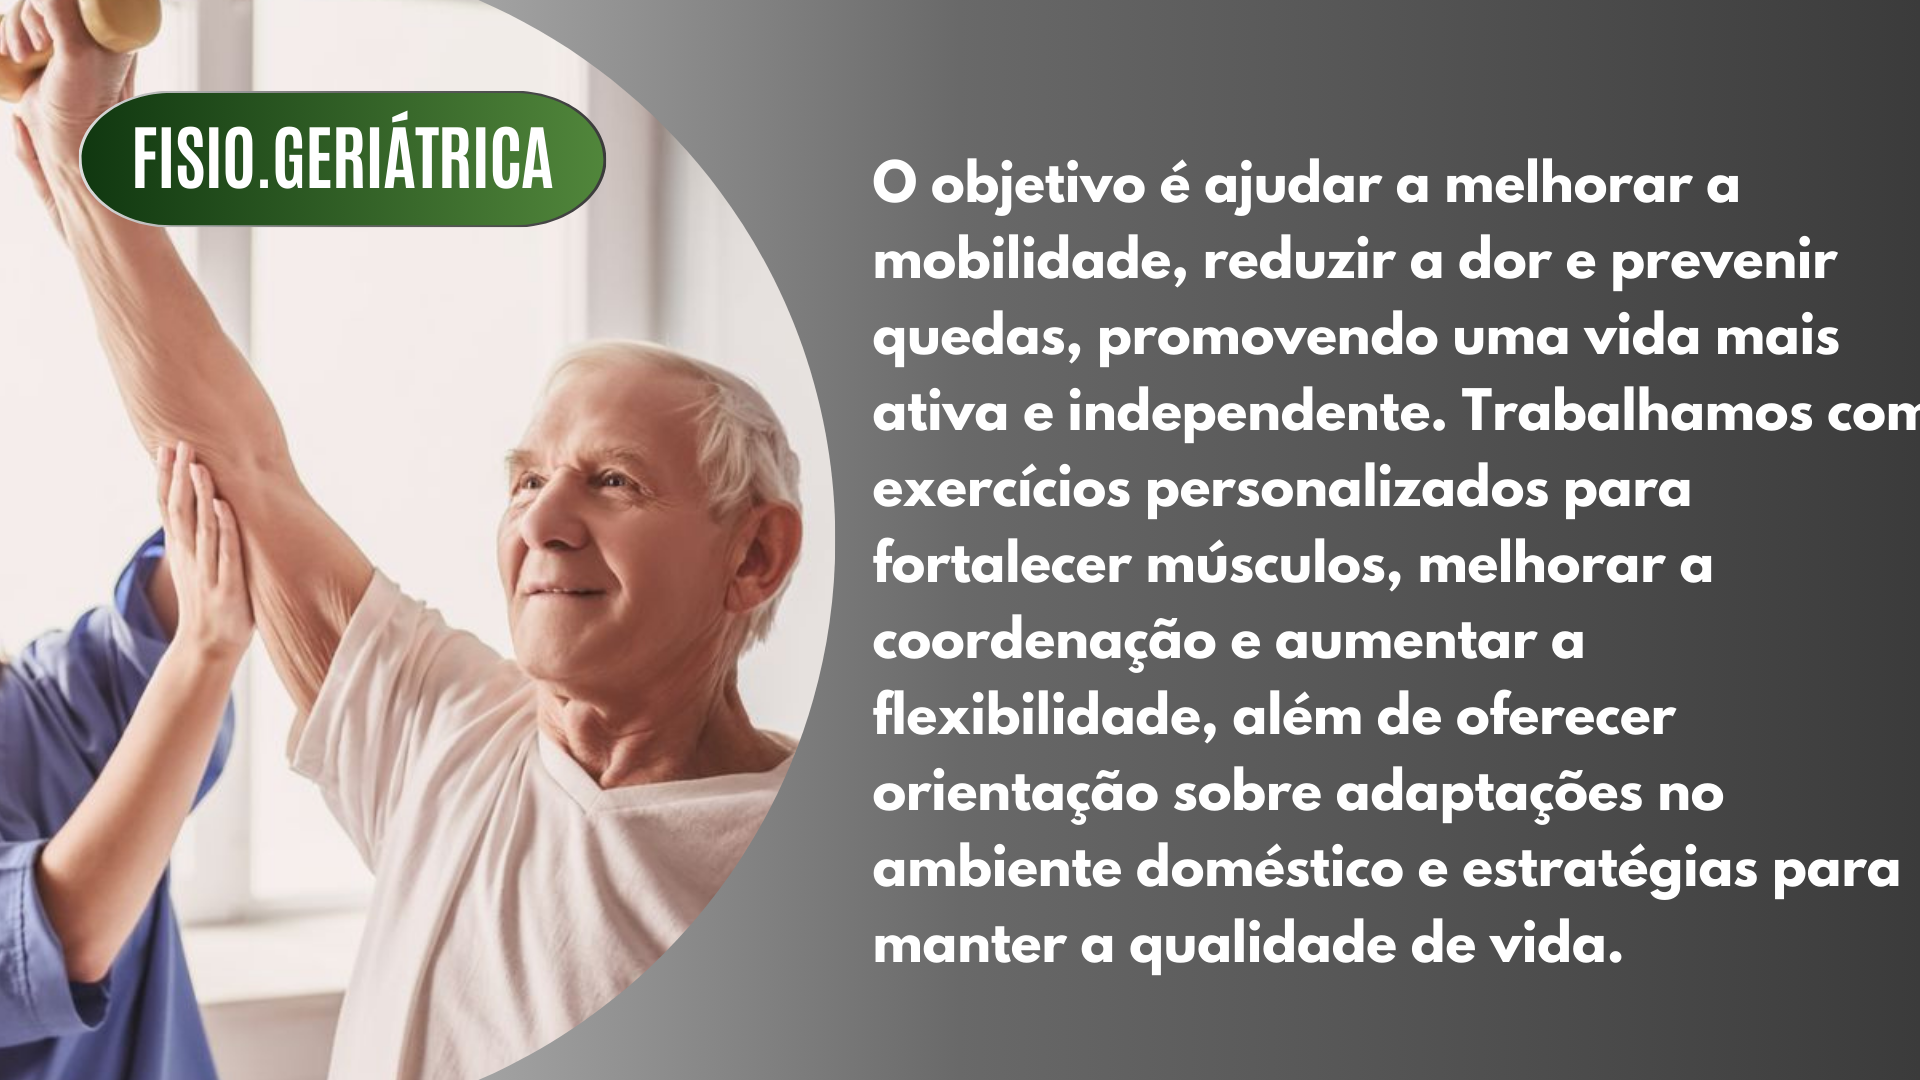 FISIO.GERIÁTRICA
O objetivo é ajudar a melhorar a
mobilidade, reduzir a dor e prevenir
quedas, promovendo uma vida mais
ativa e independente. Trabalhamos com
exercícios personalizados para
fortalecer músculos, melhorar a
coordenação e aumentar a
flexibilidade, além de oferecer
orientação sobre adaptações no
ambiente doméstico e estratégias para
manter a qualidade de vida.